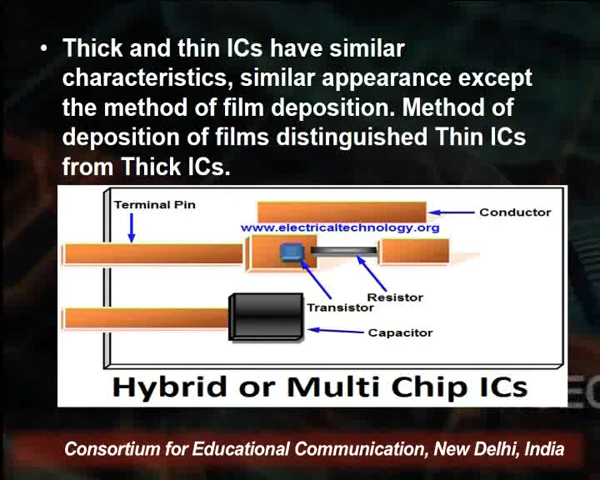 • Thick and thin ICs have similar
characteristics, similar appearance except
the method of film deposition. Method of
deposition of films distinguished Thin ICs
from Thick ICs.
Terminal Pin
Conductor
www.electricaltechnology.org
Resistor
Transistor
Capacitor
Hybrid or Multi Chip ICs
Consortium for Educational Communication, New Delhi, India